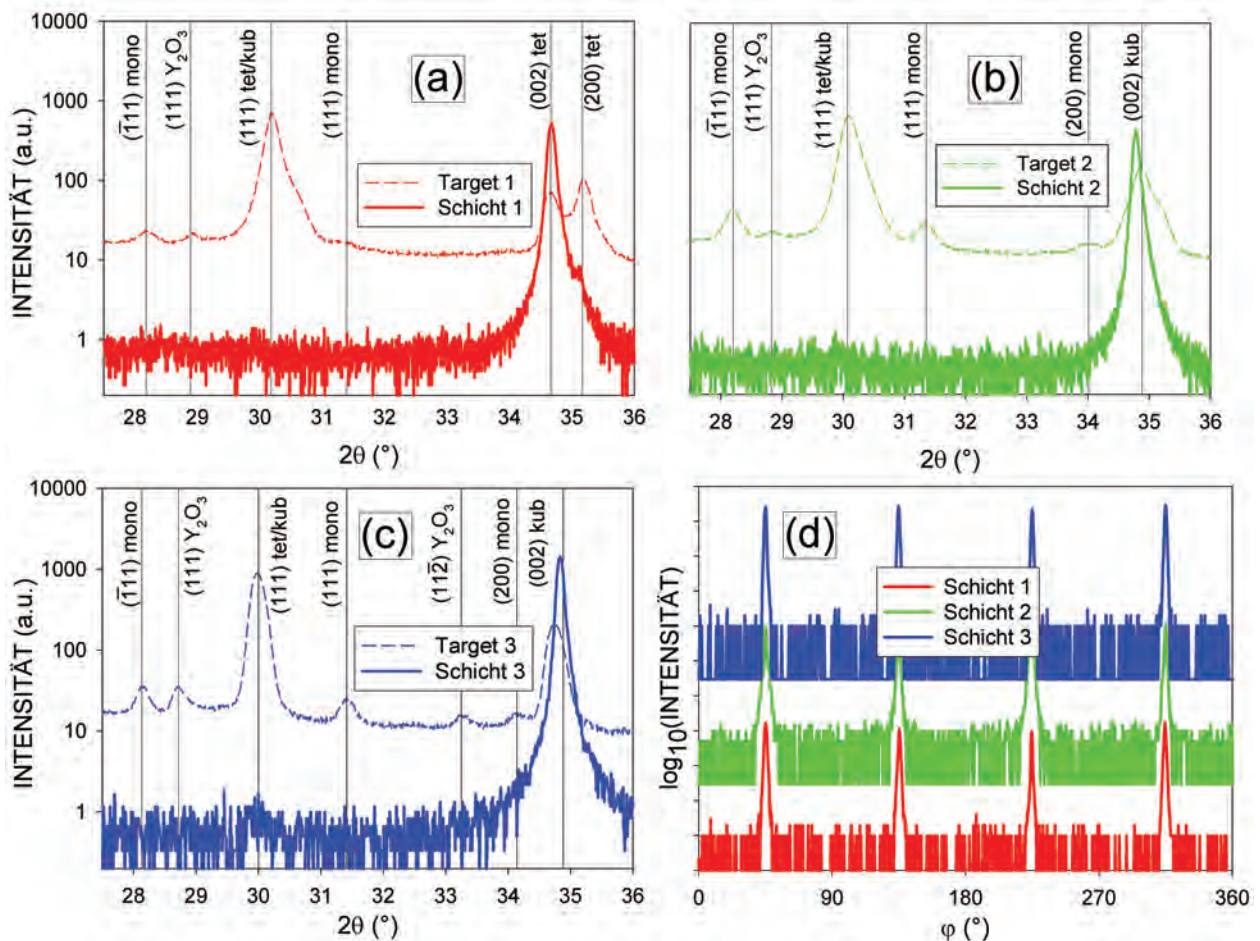 (a)
INTENSITÄT (a.u.)
10000
1000
100
10
1
(1̅11) mono
(111) Y₂O₃
(111) tet/kub
(111) mono
(002) tet
(200) tet
Target 1
Schicht 1
28 29 30 31 32 33 34 35 36
2θ (°)
(b)
(1̅11) mono
(111) Y₂O₃
(111) tet/kub
(111) mono
(200) mono
(002) kub
Target 2
Schicht 2
28 29 30 31 32 33 34 35 36
2θ (°)
(c)
INTENSITÄT (a.u.)
10000
1000
100
10
1
(1̅11) mono
(111) Y₂O₃
(111) tet/kub
(111) mono
(112̅) Y₂O₃
(200) mono
(002) kub
Target 3
Schicht 3
28 29 30 31 32 33 34 35 36
2θ (°)
(d)
log₁₀(INTENSITÄT)
Schicht 1
Schicht 2
Schicht 3
0 90 180 270 360
φ (°)